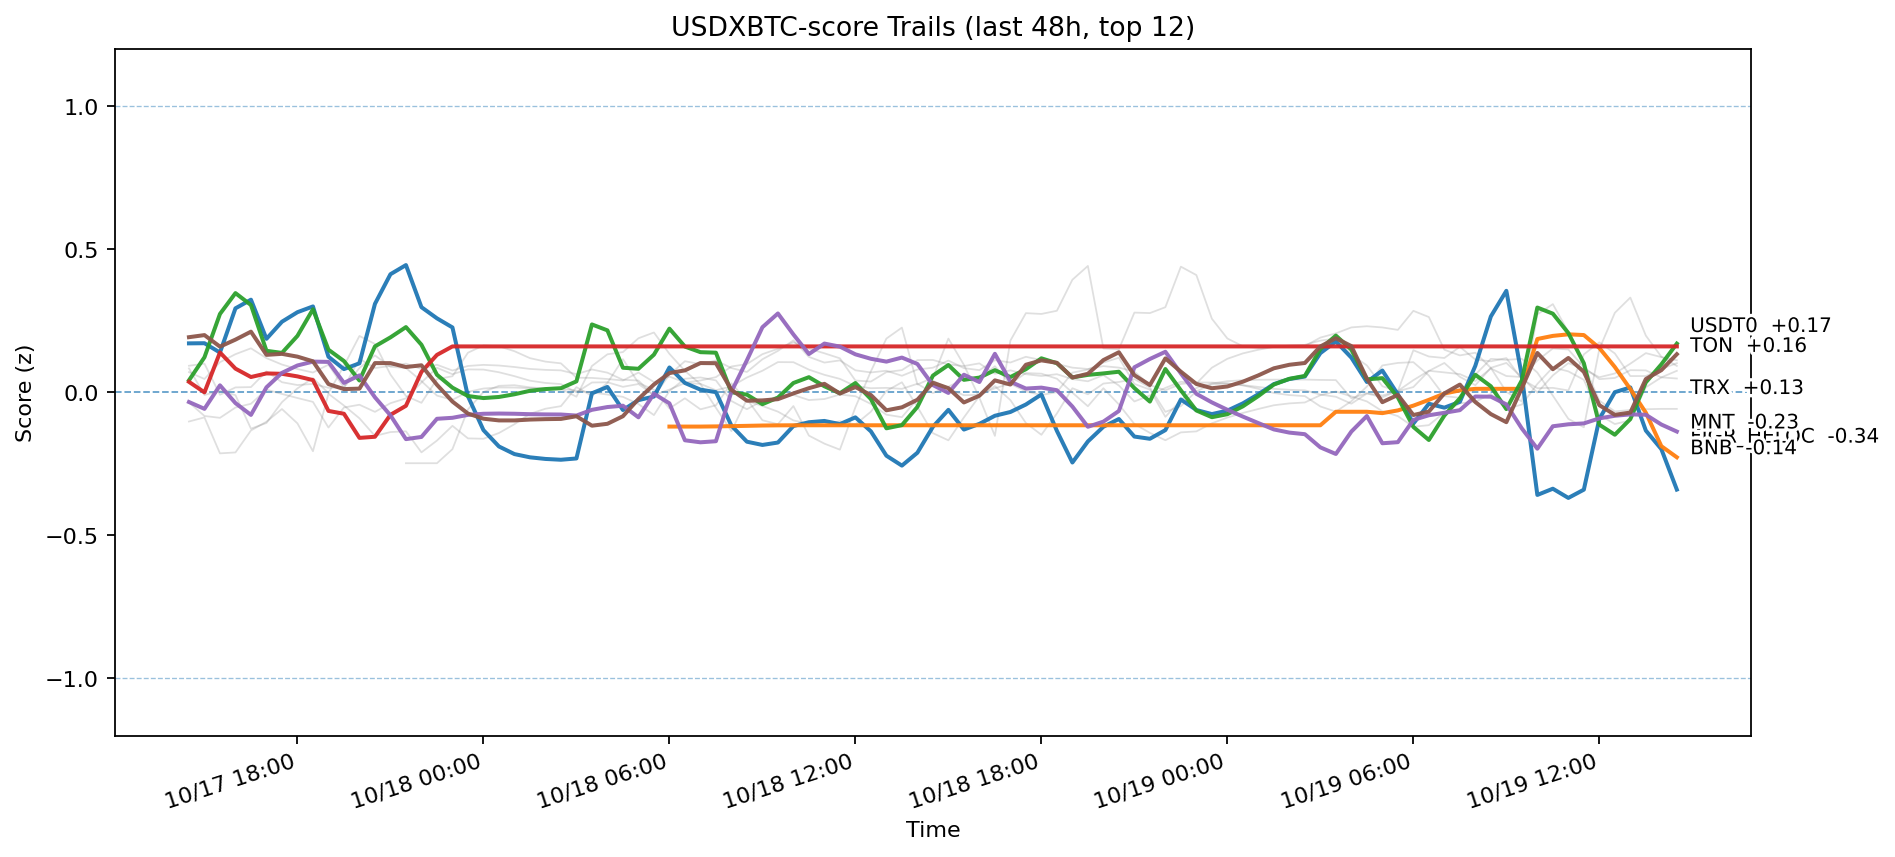 USDXBTC-score Trails (last 48h, top 12)
Score (z)
1.0
0.5
0.0
−0.5
−1.0
USDT0 +0.17
TON +0.16
TRX +0.13
MNT -0.23
-0.34
BNB -0.14
10/17 18:00
10/18 00:00
10/18 06:00
10/18 12:00
10/18 18:00
10/19 00:00
10/19 06:00
10/19 12:00
Time